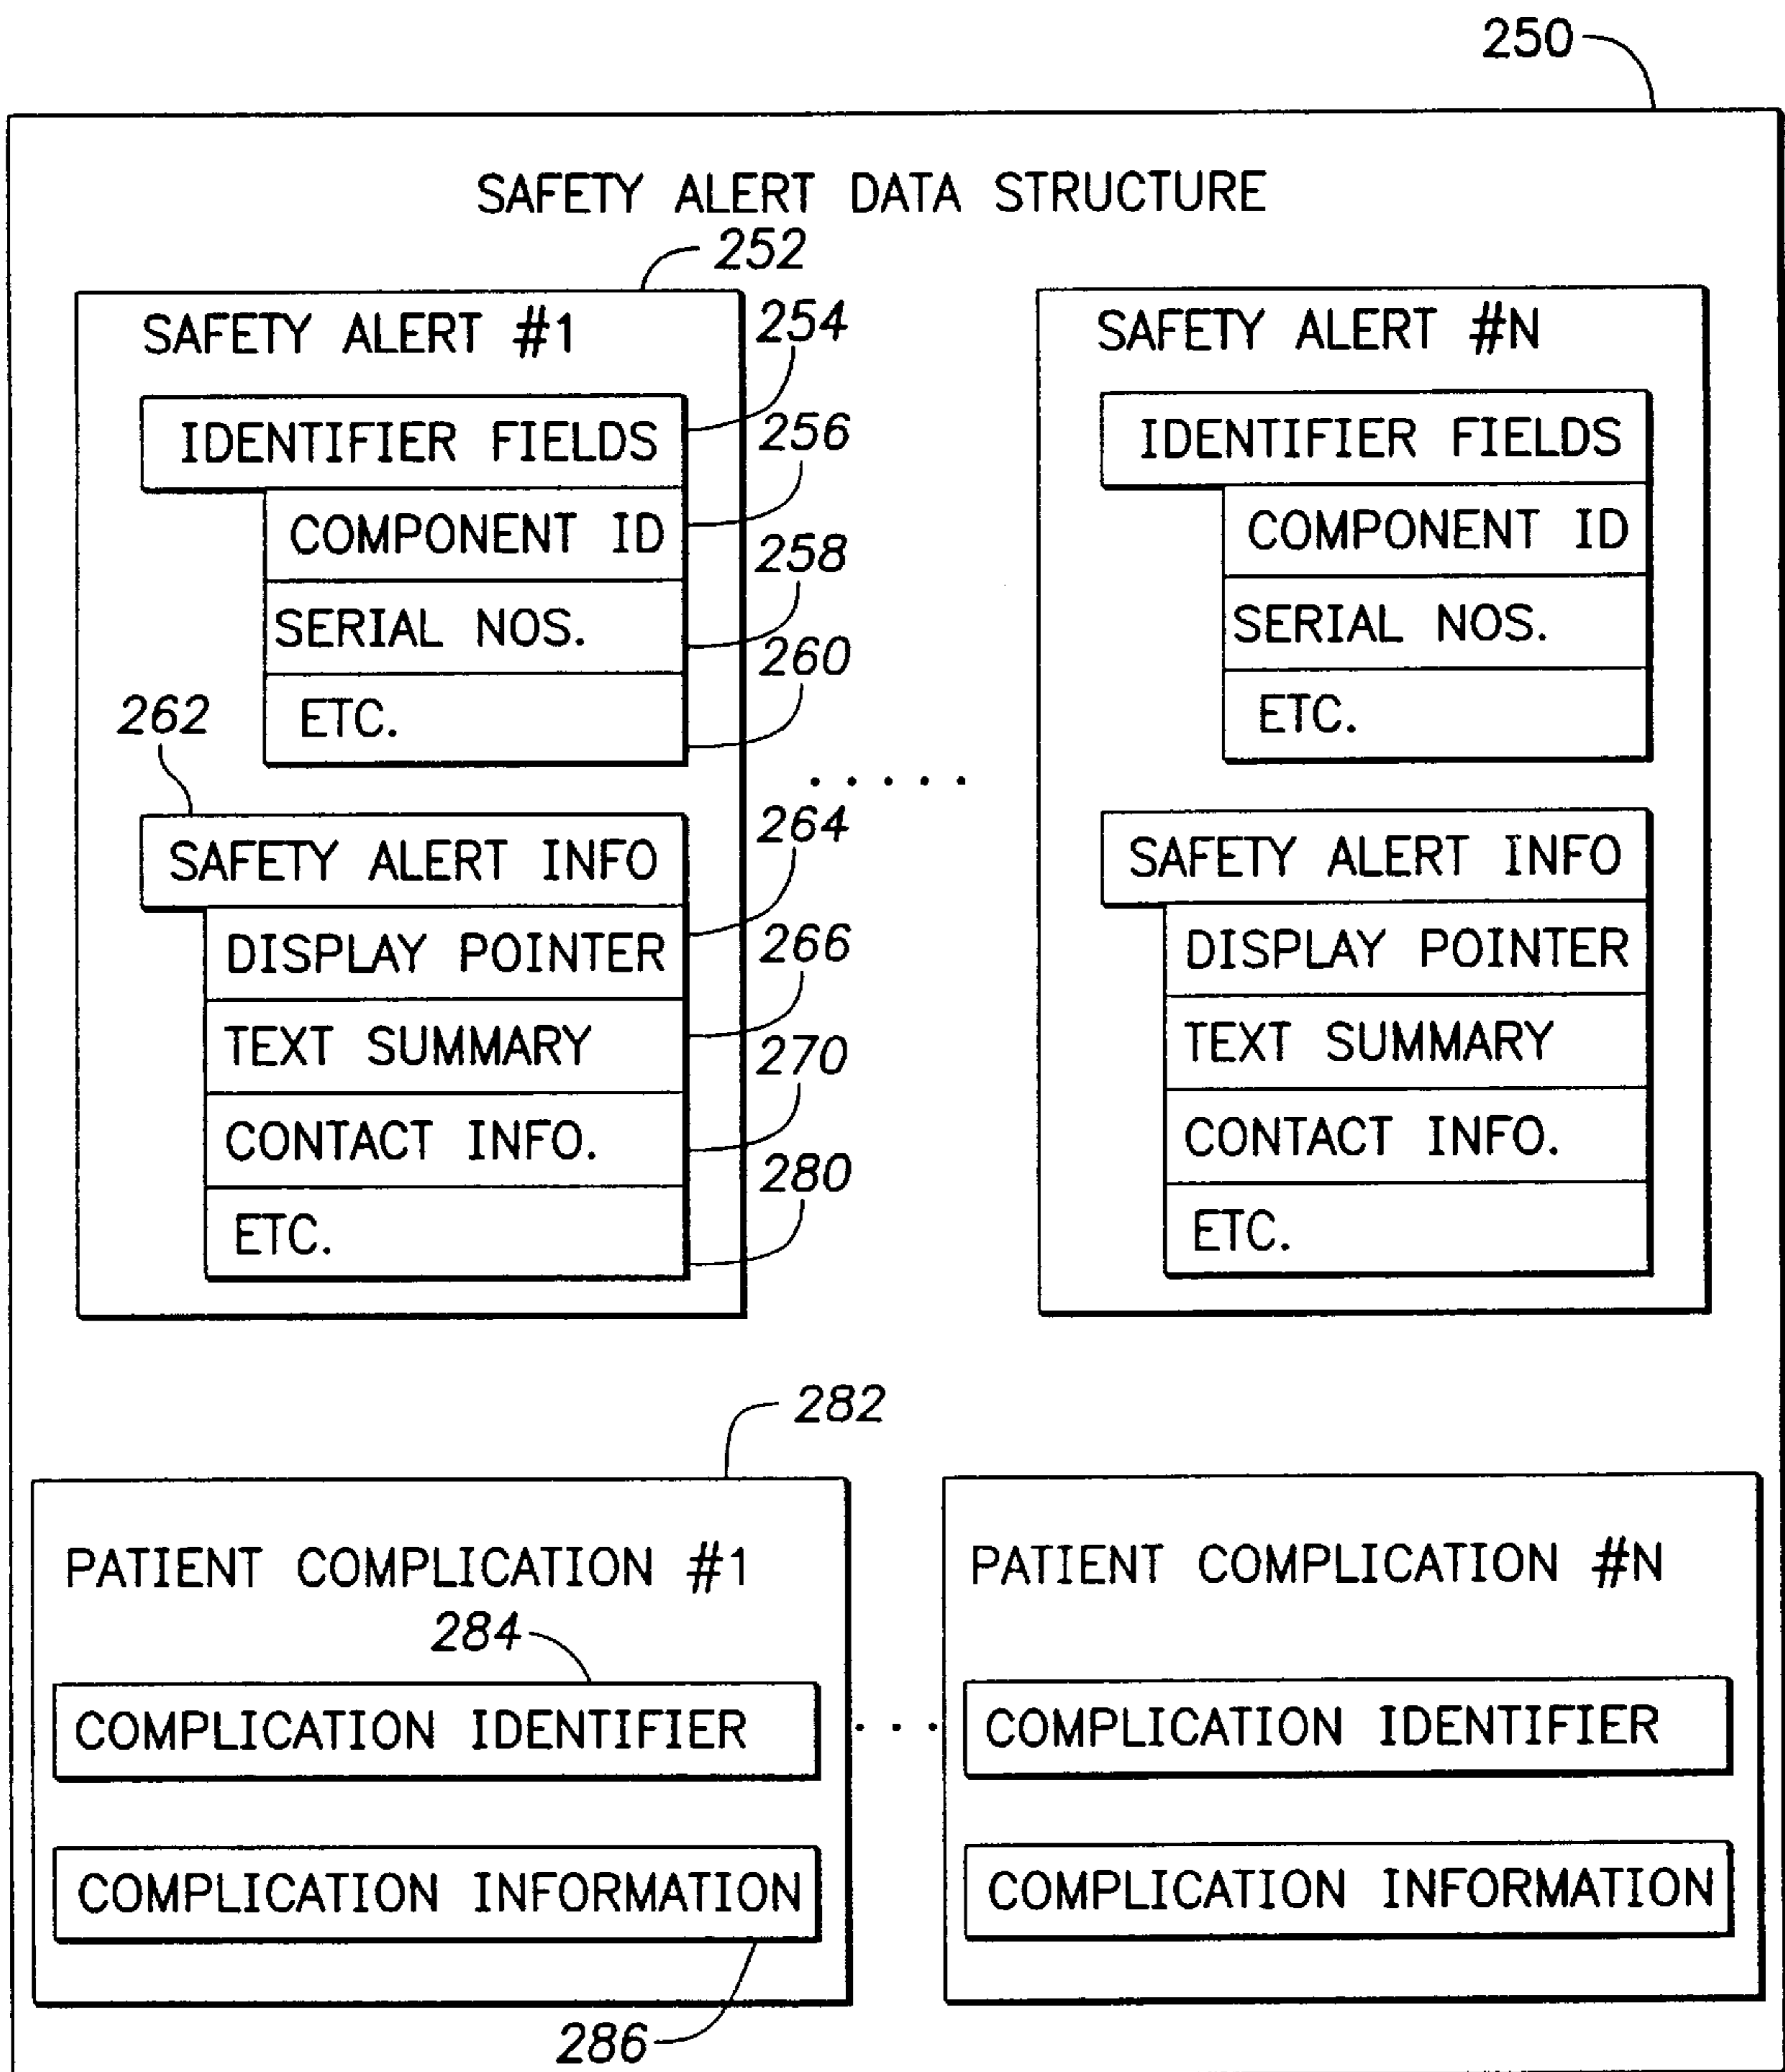 250
SAFETY ALERT DATA STRUCTURE
252
SAFETY ALERT #1
254
IDENTIFIER FIELDS
256
COMPONENT ID
258
SERIAL NOS.
260
ETC.
262
SAFETY ALERT INFO
264
DISPLAY POINTER
266
TEXT SUMMARY
270
CONTACT INFO.
280
ETC.
.....
SAFETY ALERT #N
IDENTIFIER FIELDS
COMPONENT ID
SERIAL NOS.
ETC.
SAFETY ALERT INFO
DISPLAY POINTER
TEXT SUMMARY
CONTACT INFO.
ETC.
282
PATIENT COMPLICATION #1
284
COMPLICATION IDENTIFIER
COMPLICATION INFORMATION
286
...
PATIENT COMPLICATION #N
COMPLICATION IDENTIFIER
COMPLICATION INFORMATION